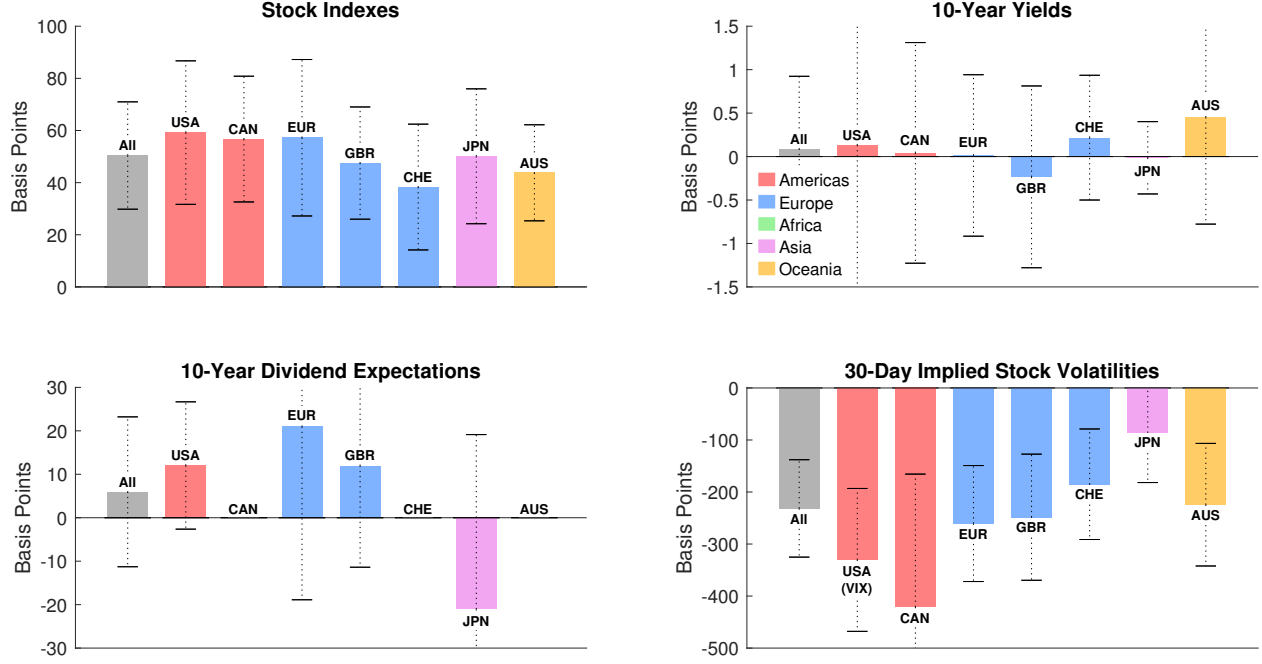 Stock Indexes
Basis Points
100
80
60
40
20
0
All
USA
CAN
EUR
GBR
CHE
JPN
AUS
10-Year Yields
Basis Points
1.5
1
0.5
0
-0.5
-1
-1.5
All
USA
CAN
EUR
GBR
CHE
JPN
AUS
Americas
Europe
Africa
Asia
Oceania
10-Year Dividend Expectations
Basis Points
30
20
10
0
-10
-20
-30
All
USA
CAN
EUR
GBR
CHE
JPN
AUS
30-Day Implied Stock Volatilities
Basis Points
0
-100
-200
-300
-400
-500
All
USA
(VIX)
CAN
EUR
GBR
CHE
JPN
AUS